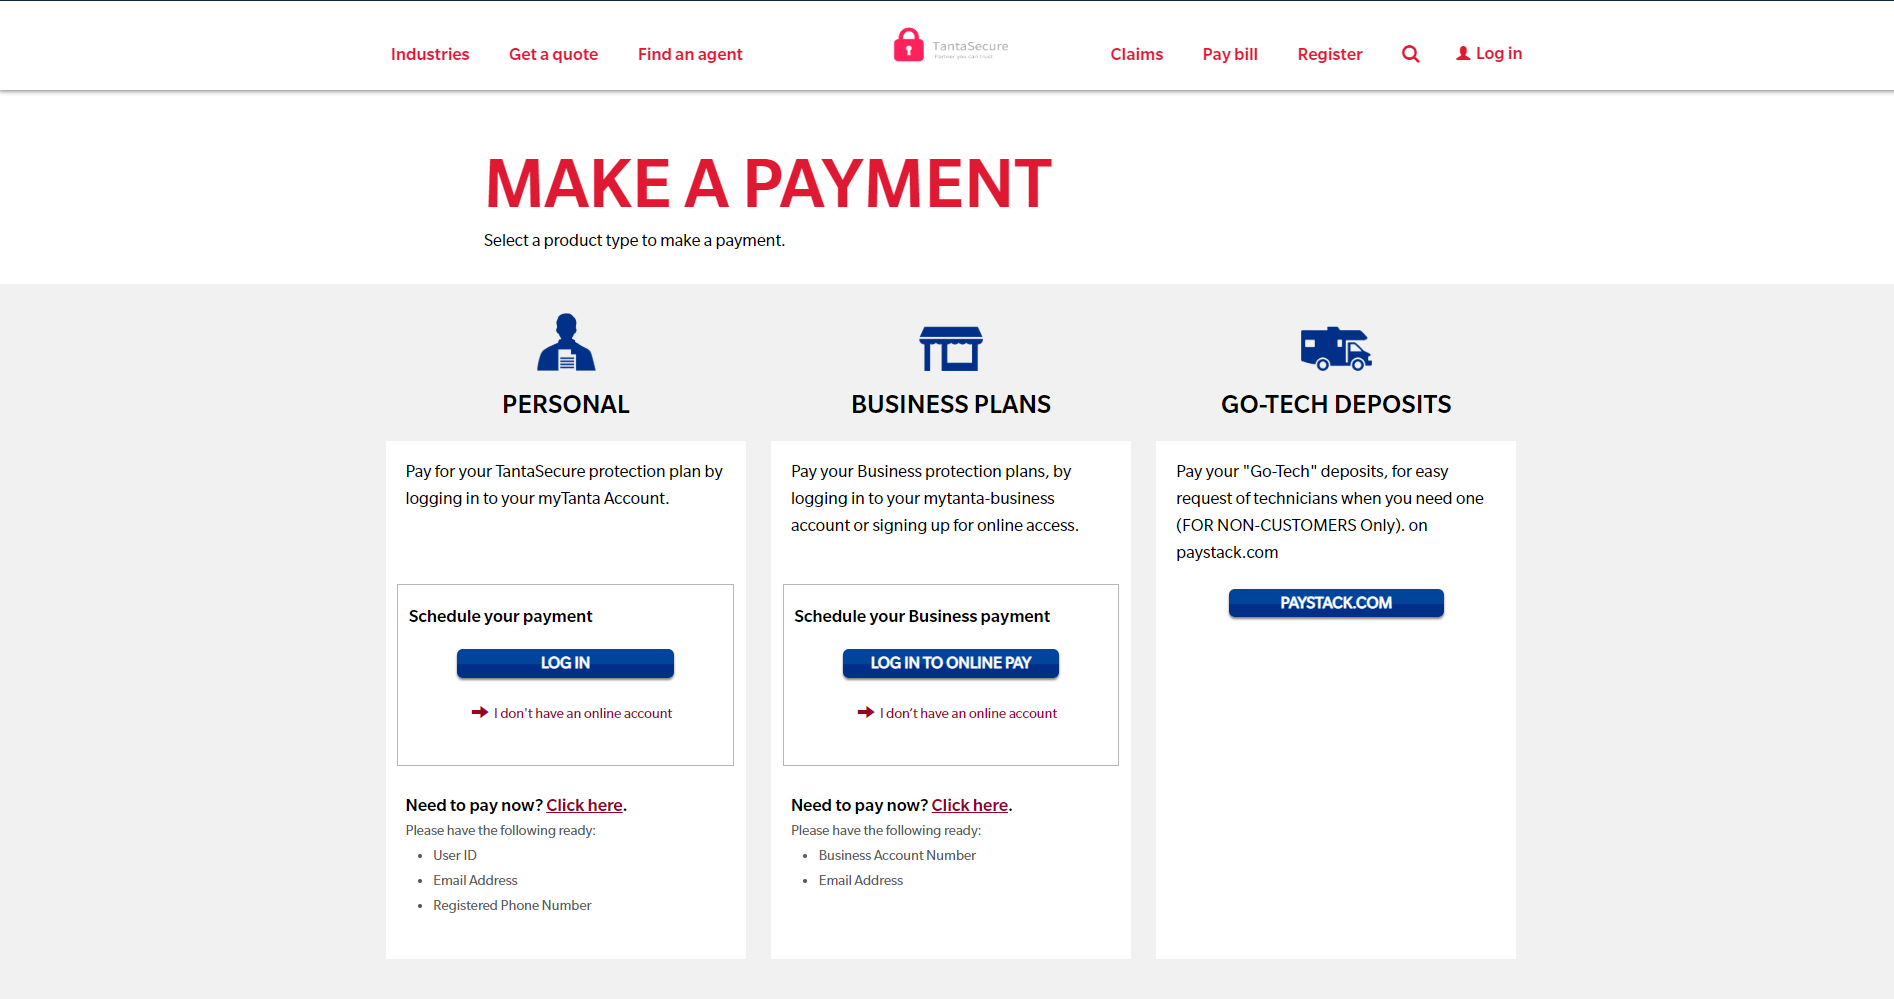 Industries
Get a quote
Find an agent
TantaSecure
Partner you can trust
Claims
Pay bill
Register
Log in
MAKE A PAYMENT
Select a product type to make a payment.
PERSONAL
Pay for your TantaSecure protection plan by
logging in to your myTanta Account.
Schedule your payment
LOG IN
I don't have an online account
Need to pay now? Click here.
Please have the following ready:
• User ID
• Email Address
• Registered Phone Number
BUSINESS PLANS
Pay your Business protection plans, by
logging in to your mytanta-business
account or signing up for online access.
Schedule your Business payment
LOG IN TO ONLINE PAY
I don’t have an online account
Need to pay now? Click here.
Please have the following ready:
• Business Account Number
• Email Address
GO-TECH DEPOSITS
Pay your "Go-Tech" deposits, for easy
request of technicians when you need one
(FOR NON-CUSTOMERS Only). on
paystack.com
PAYSTACK.COM